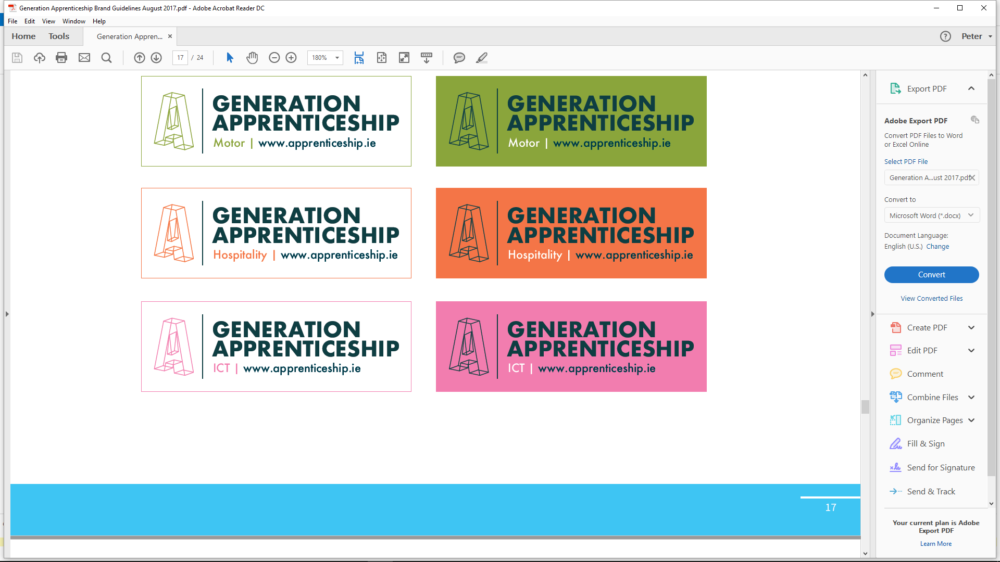 Generation Apprenticeship Brand Guidelines August 2017.pdf - Adobe Acrobat Reader DC
File Edit View Window Help
Home Tools Generation Appren... Peter
17 / 24 180%
GENERATION
APPRENTICESHIP
Motor | www.apprenticeship.ie
GENERATION
APPRENTICESHIP
Motor | www.apprenticeship.ie
GENERATION
APPRENTICESHIP
Hospitality | www.apprenticeship.ie
GENERATION
APPRENTICESHIP
Hospitality | www.apprenticeship.ie
GENERATION
APPRENTICESHIP
ICT | www.apprenticeship.ie
GENERATION
APPRENTICESHIP
ICT | www.apprenticeship.ie
17
Export PDF
Adobe Export PDF
Convert PDF Files to Word
or Excel Online
Select PDF File
Generation A...ust 2017.pdf
Convert to
Microsoft Word (*.docx)
Document Language:
English (U.S.) Change
Convert
View Converted Files
Create PDF
Edit PDF
Comment
Combine Files
Organize Pages
Fill & Sign
Send for Signature
Send & Track
Your current plan is Adobe
Export PDF
Learn More